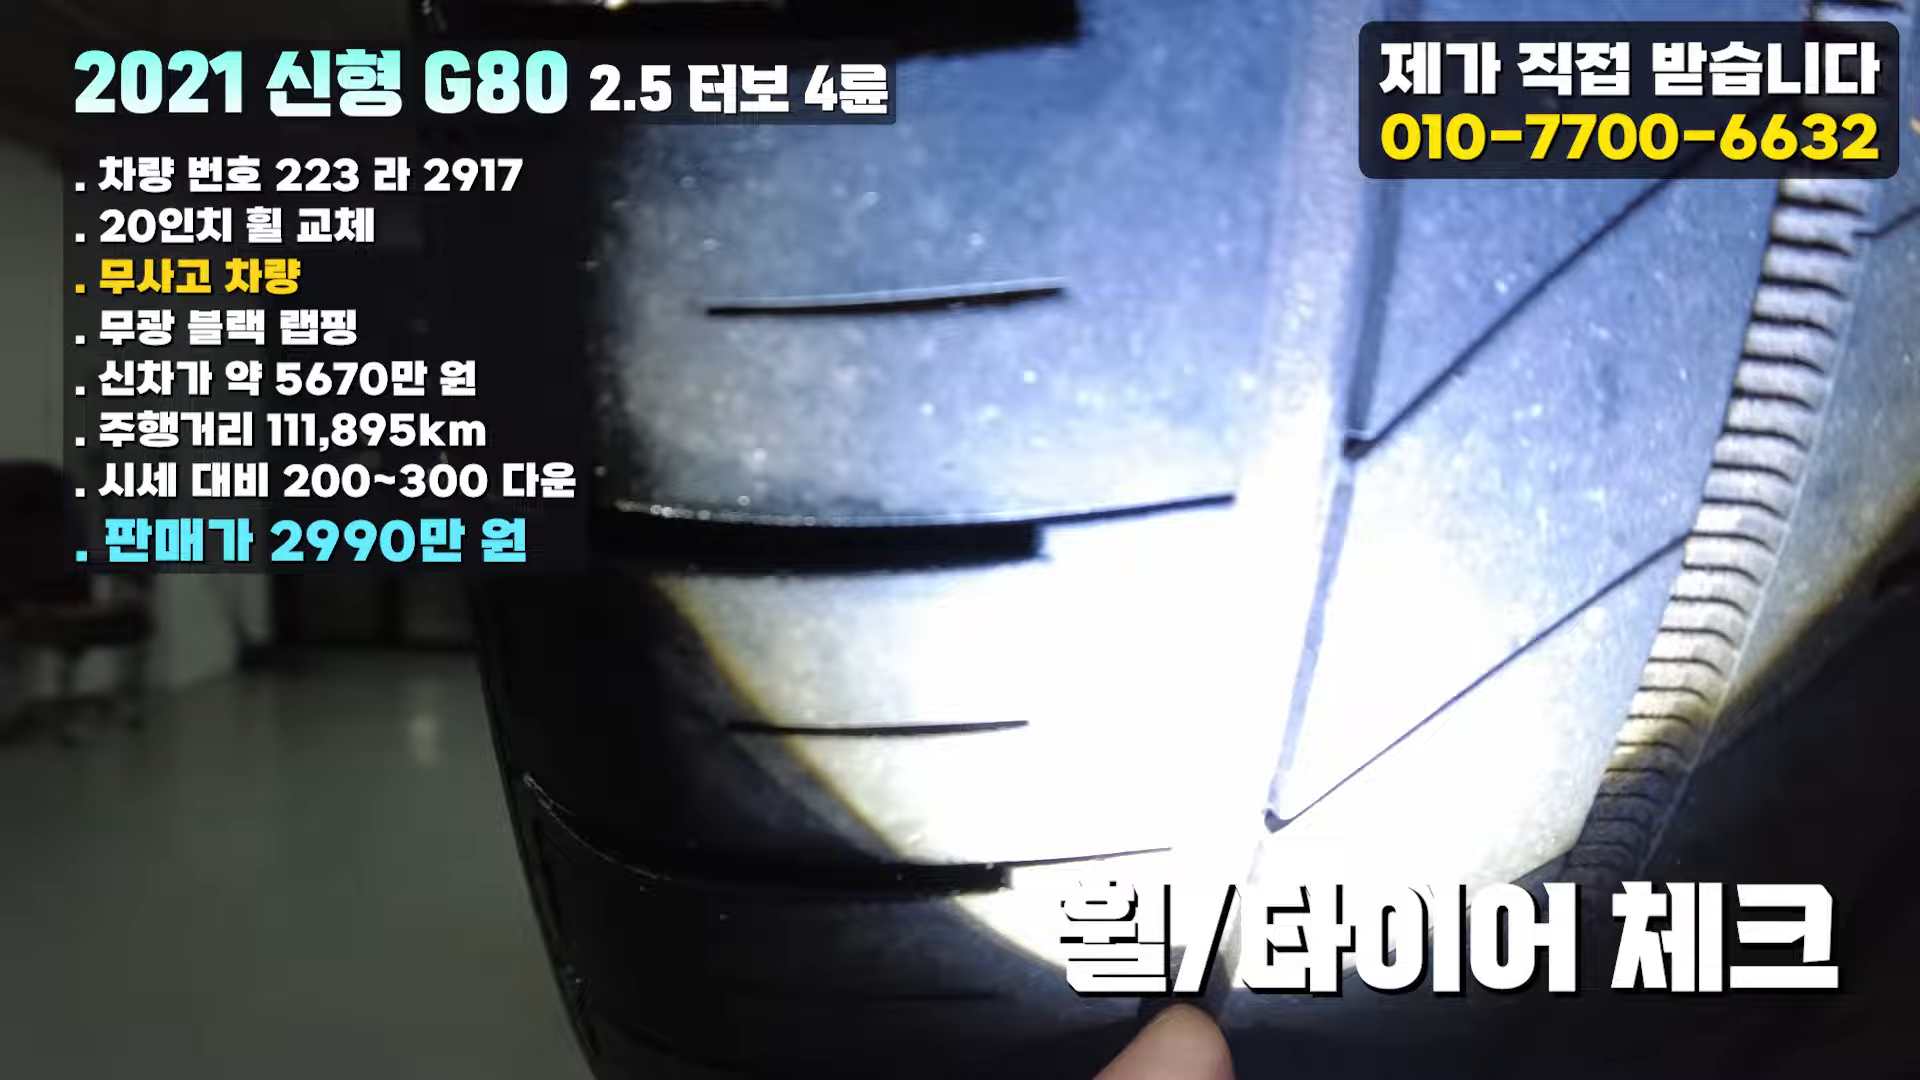 2021 신형 G80 2.5 터보 4륜
. 차량 번호 223 라 2917
. 20인치 휠 교체
. 무사고 차량
. 무광 블랙 랩핑
. 신차가 약 5670만 원
. 주행거리 111,895km
. 시세 대비 200~300 다운
. 판매가 2990만 원
제가 직접 받습니다
010-7700-6632
휠/타이어 체크